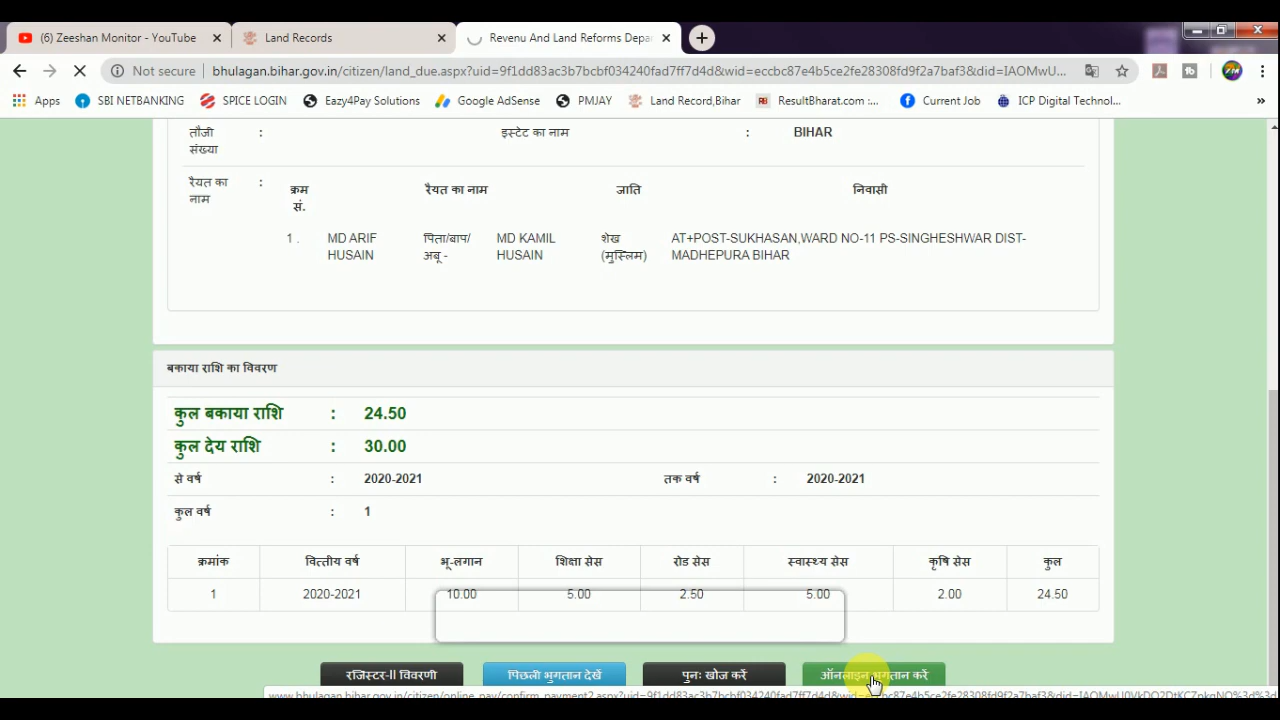 (6) Zeeshan Monitor - YouTube
Land Records
Revenu And Land Reforms Depa
Not secure
bhulagan.bihar.gov.in/citizen/land_due.aspx?uid=9f1dd83ac3b7bcbf034240fad7ff7d4d&wid=eccbc87e4b5ce2fe28308fd9f2a7baf3&did=IAOMwU...
Apps SBI NETBANKING SPICE LOGIN Eazy4Pay Solutions Google AdSense PMJAY Land Record,Bihar ResultBharat.com :... Current Job ICP Digital Technol... »
तौजी संख्या : इस्टेट का नाम : BIHAR
रैयत का नाम :
क्रम सं. रैयत का नाम जाति निवासी
1 . MD ARIF पिता/बाप/ MD KAMIL शेख AT+POST-SUKHASAN,WARD NO-11 PS-SINGHESHWAR DIST-
HUSAIN अबू - HUSAIN (मुस्लिम) MADHEPURA BIHAR
बकाया राशि का विवरण
कुल बकाया राशि : 24.50
कुल देय राशि : 30.00
से वर्ष : 2020-2021 तक वर्ष : 2020-2021
कुल वर्ष : 1
क्रमांक वित्तीय वर्ष भू-लगान शिक्षा सेस रोड सेस स्वास्थ्य सेस कृषि सेस कुल
1 2020-2021 10.00 5.00 2.50 5.00 2.00 24.50
रजिस्टर-II विवरणी पिछली भुगतान देखें पुनः खोज करें ऑनलाइन भुगतान करें